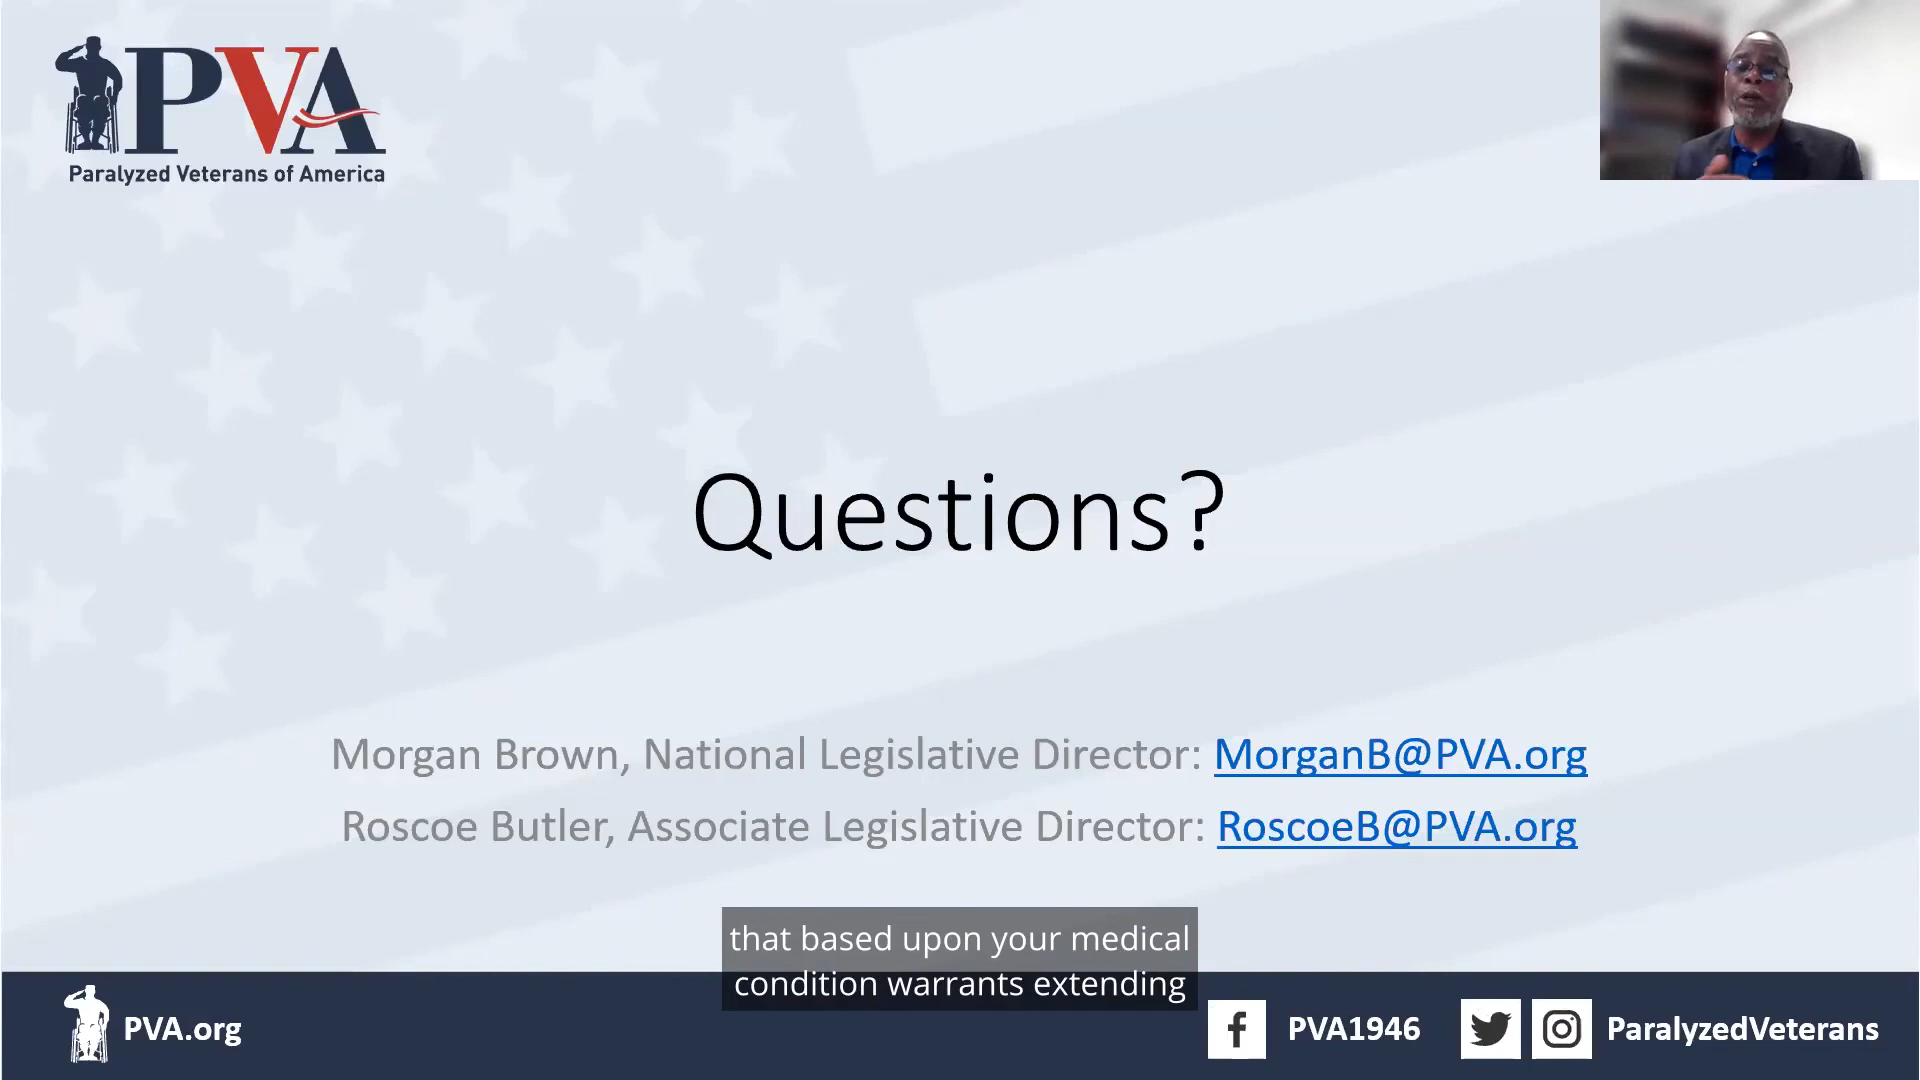 PVA
Paralyzed Veterans of America
Questions?
Morgan Brown, National Legislative Director: MorganB@PVA.org
Roscoe Butler, Associate Legislative Director: RoscoeB@PVA.org
that based upon your medical
condition warrants extending
PVA.org
PVA1946
ParalyzedVeterans